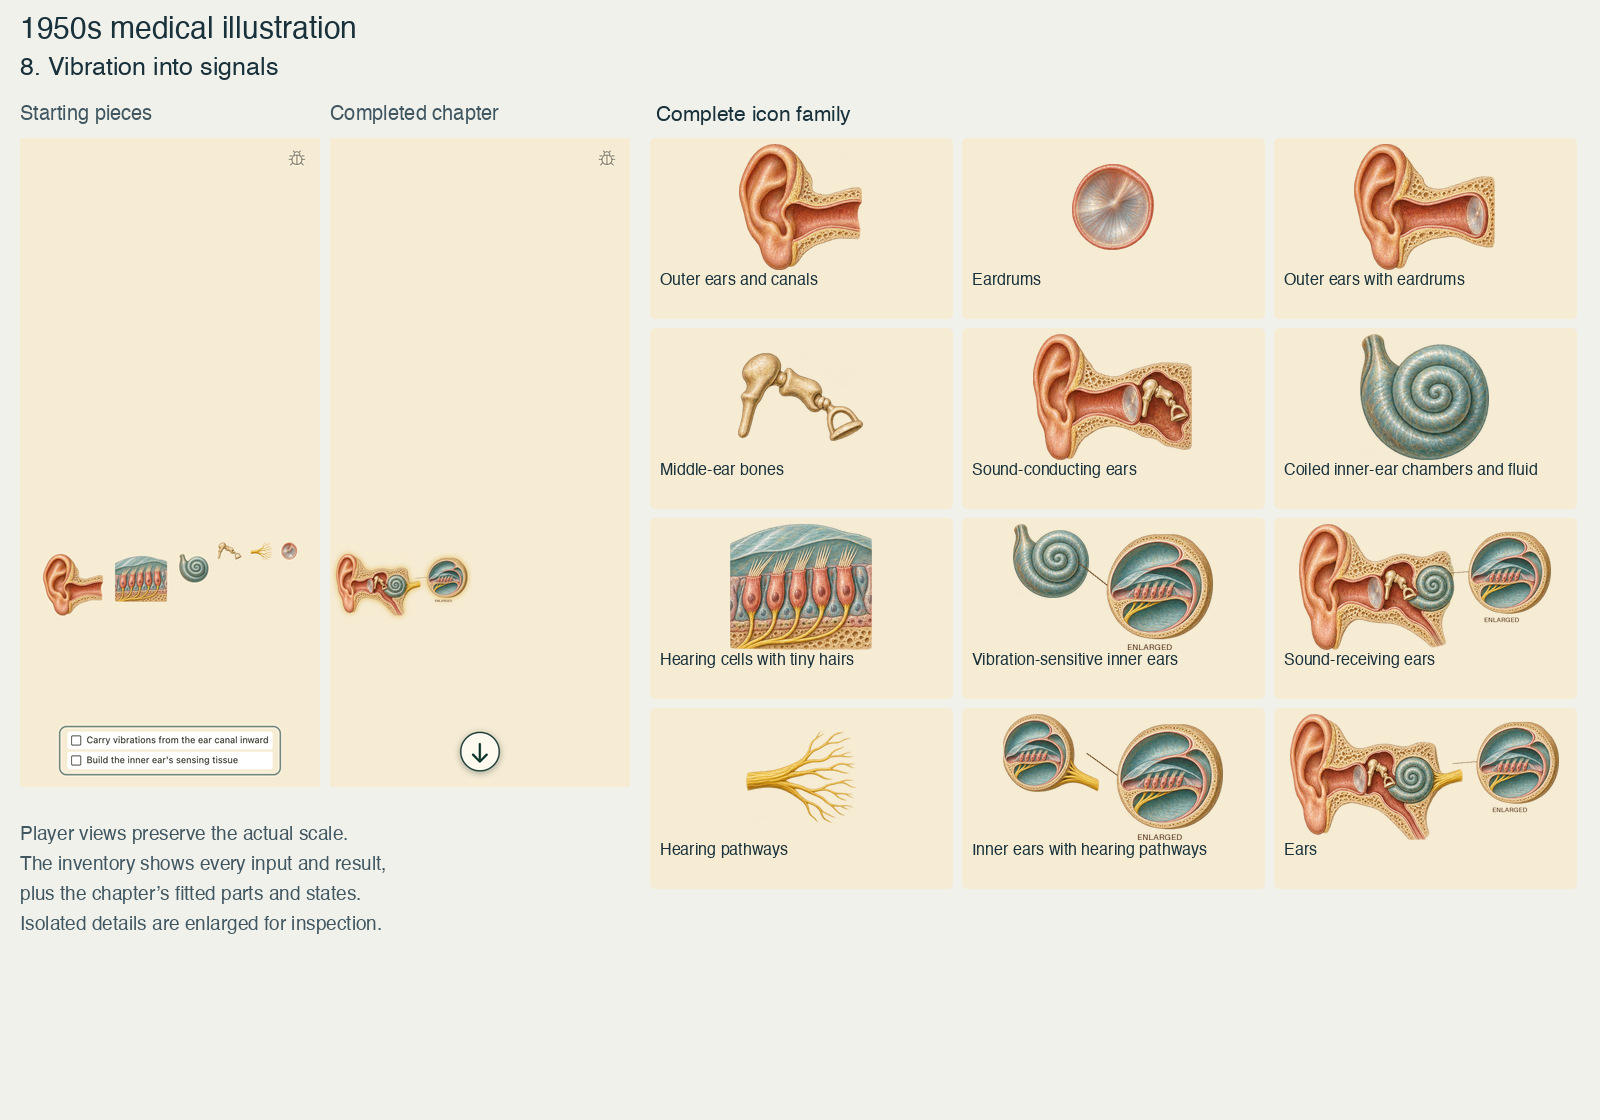 1950s medical illustration
8. Vibration into signals
Starting pieces
Completed chapter
Complete icon family
Outer ears and canals
Eardrums
Outer ears with eardrums
Middle-ear bones
Sound-conducting ears
Coiled inner-ear chambers and fluid
Hearing cells with tiny hairs
ENLARGED
Vibration-sensitive inner ears
ENLARGED
Sound-receiving ears
Hearing pathways
ENLARGED
Inner ears with hearing pathways
ENLARGED
Ears
ENLARGED
Carry vibrations from the ear canal inward
Build the inner ear's sensing tissue
Player views preserve the actual scale.
The inventory shows every input and result,
plus the chapter’s fitted parts and states.
Isolated details are enlarged for inspection.